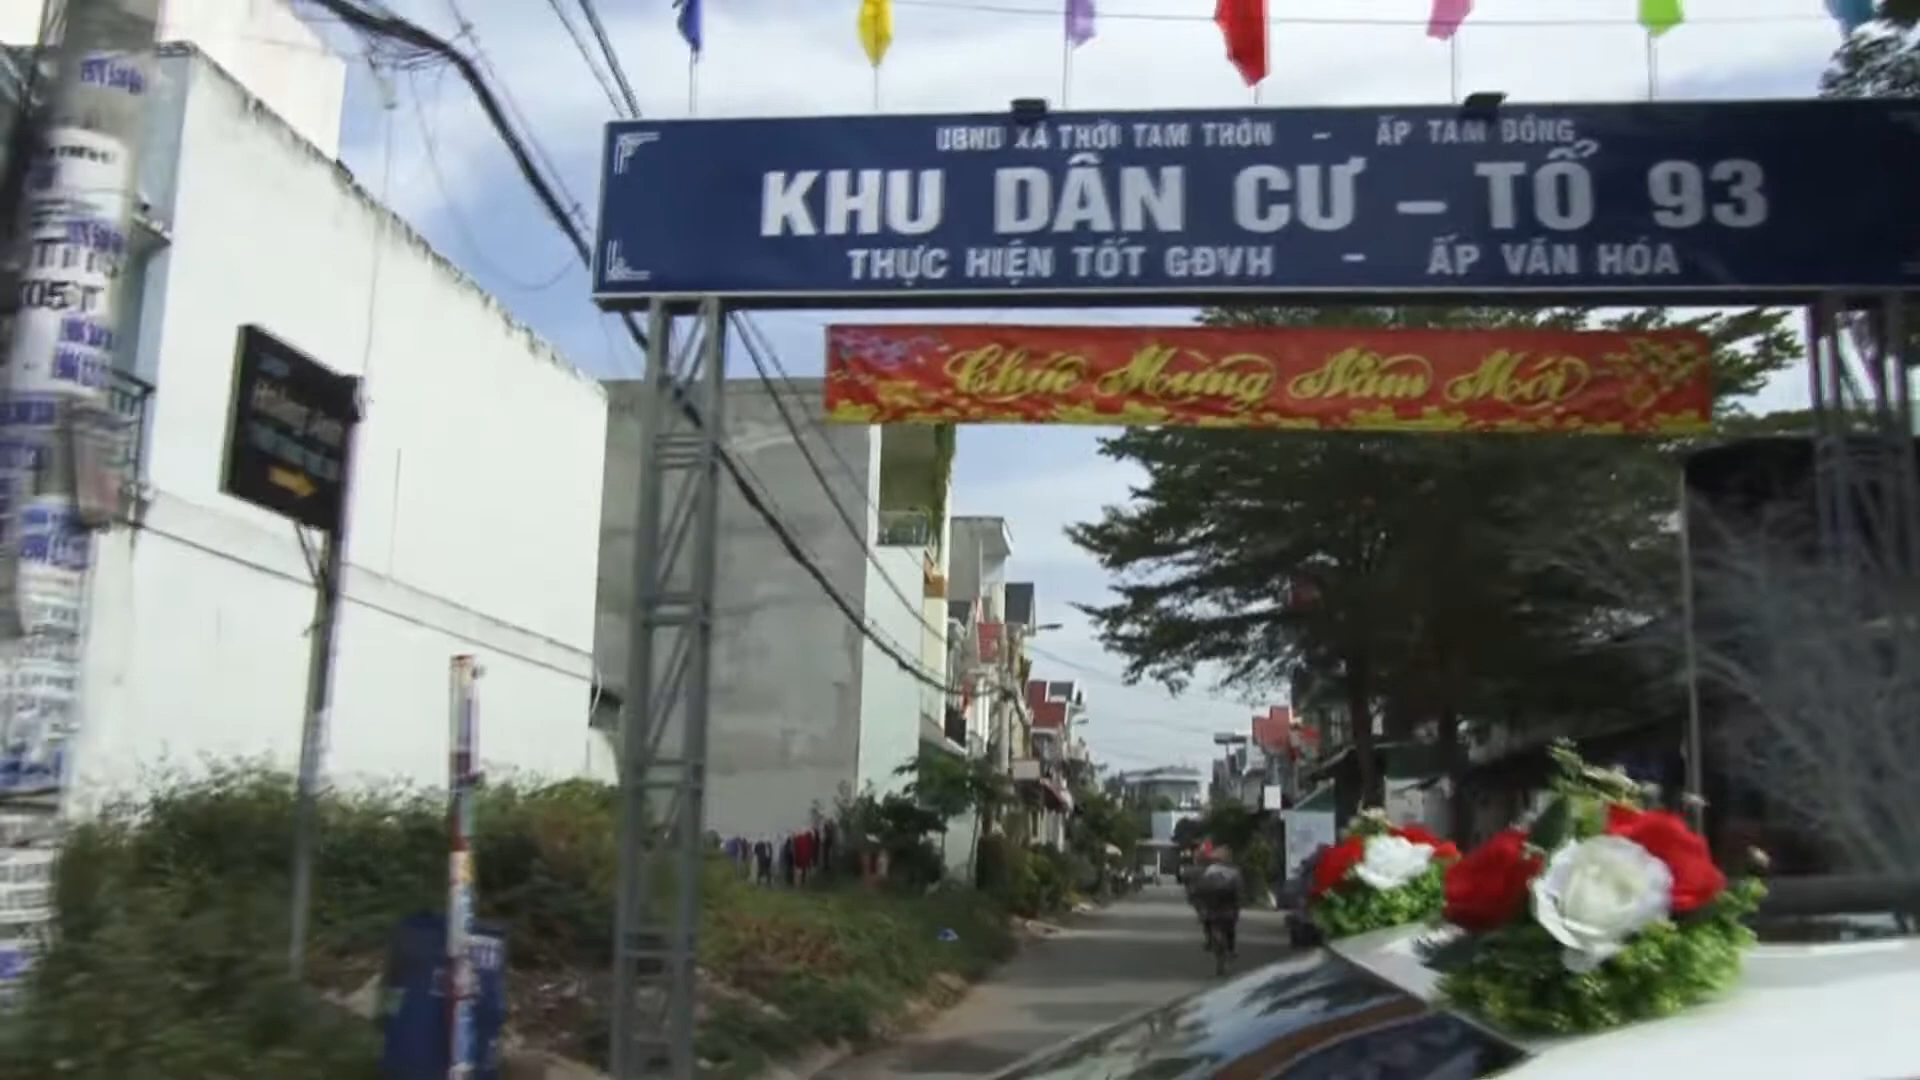 UBND XÃ THỚI TAM THÔN - ẤP TAM ĐÔNG
KHU DÂN CƯ - TỔ 93
THỰC HIỆN TỐT GĐVH - ẤP VĂN HÓA
Chúc Mừng Năm Mới